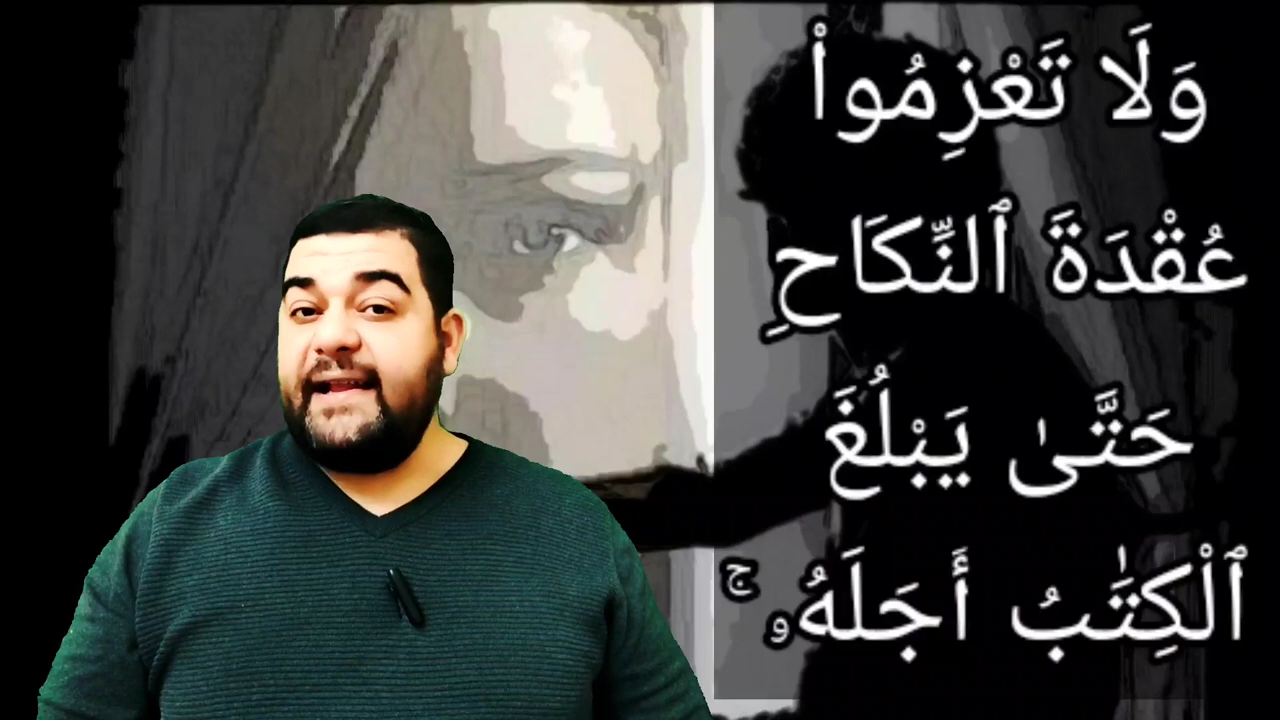 وَلَا تَعْزِمُوا۟
عُقْدَةَ ٱلنِّكَاحِ
حَتَّىٰ يَبْلُغَ
ٱلْكِتَـٰبُ أَجَلَهُۥ ۚ